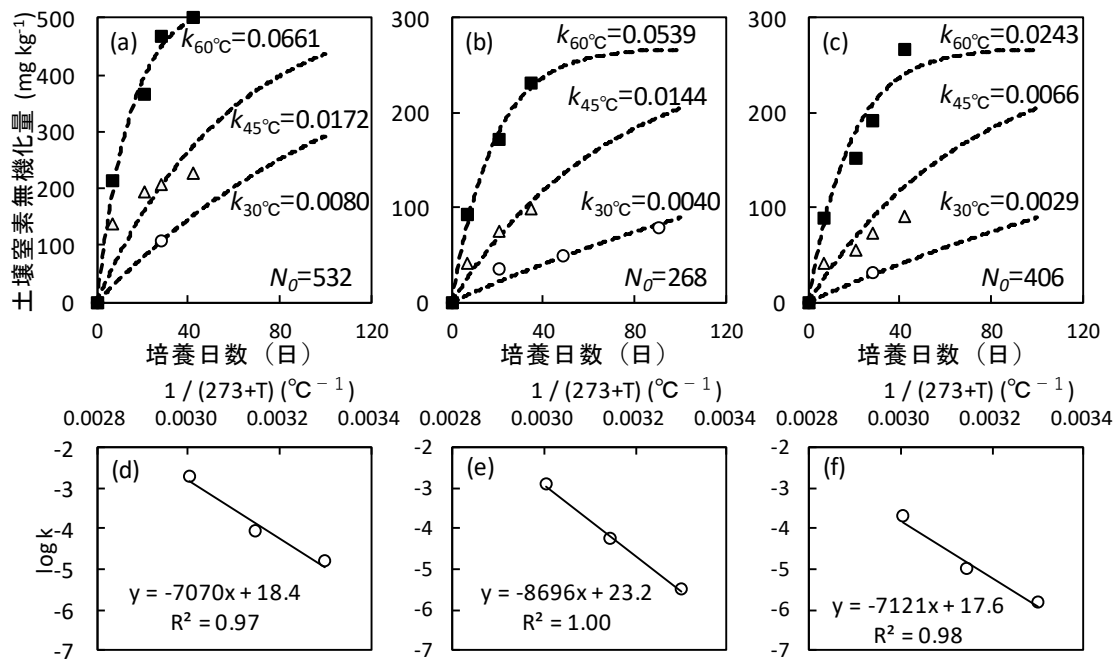 土壌窒素無機化量 (mg kg⁻¹)
500
400
300
200
100
0
(a)
k60℃=0.0661
k45℃=0.0172
k30℃=0.0080
N0=532
0 40 80 120
培養日数（日）
300
200
100
0
(b)
k60℃=0.0539
k45℃=0.0144
k30℃=0.0040
N0=268
0 40 80 120
培養日数（日）
300
200
100
0
(c)
k60℃=0.0243
k45℃=0.0066
k30℃=0.0029
N0=406
0 40 80 120
培養日数（日）
1 / (273+T) (℃⁻¹)
0.0028 0.0030 0.0032 0.0034
logk
-2
-3
-4
-5
-6
-7
(d)
y = -7070x + 18.4
R² = 0.97
1 / (273+T) (℃⁻¹)
0.0028 0.0030 0.0032 0.0034
-2
-3
-4
-5
-6
-7
(e)
y = -8696x + 23.2
R² = 1.00
1 / (273+T) (℃⁻¹)
0.0028 0.0030 0.0032 0.0034
-2
-3
-4
-5
-6
-7
(f)
y = -7121x + 17.6
R² = 0.98